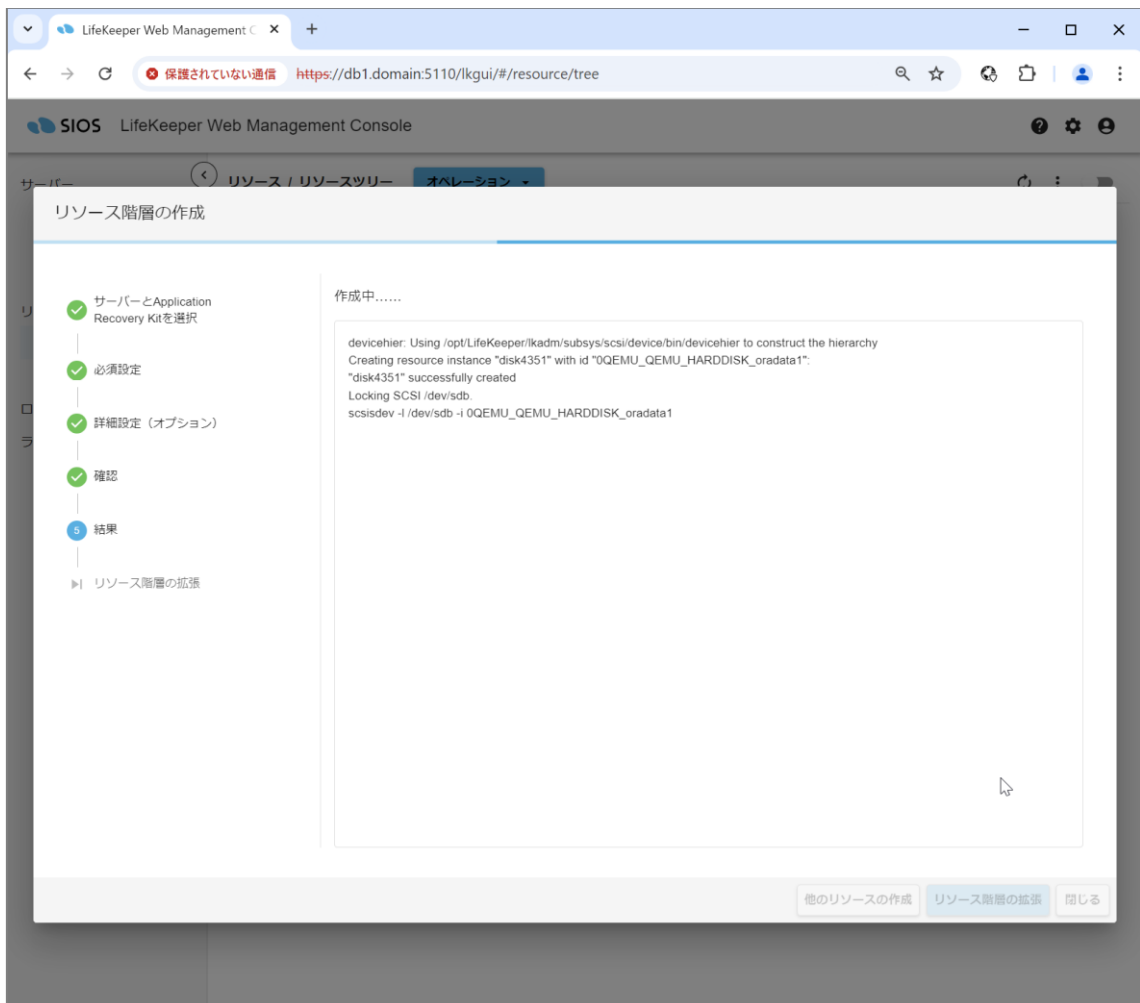 LifeKeeper Web Management C
保護されていない通信 https://db1.domain:5110/lkgui/#/resource/tree
SIOS LifeKeeper Web Management Console
サーバー
リソース / リソースツリー オペレーション
リソース階層の作成
サーバーとApplication
Recovery Kitを選択
必須設定
詳細設定（オプション）
確認
5 結果
リソース階層の拡張
作成中……
devicehier: Using /opt/LifeKeeper/lkadm/subsys/scsi/device/bin/devicehier to construct the hierarchy
Creating resource instance "disk4351" with id "0QEMU_QEMU_HARDDISK_oradata1":
"disk4351" successfully created
Locking SCSI /dev/sdb.
scsisdev -l /dev/sdb -i 0QEMU_QEMU_HARDDISK_oradata1
他のリソースの作成 リソース階層の拡張 閉じる